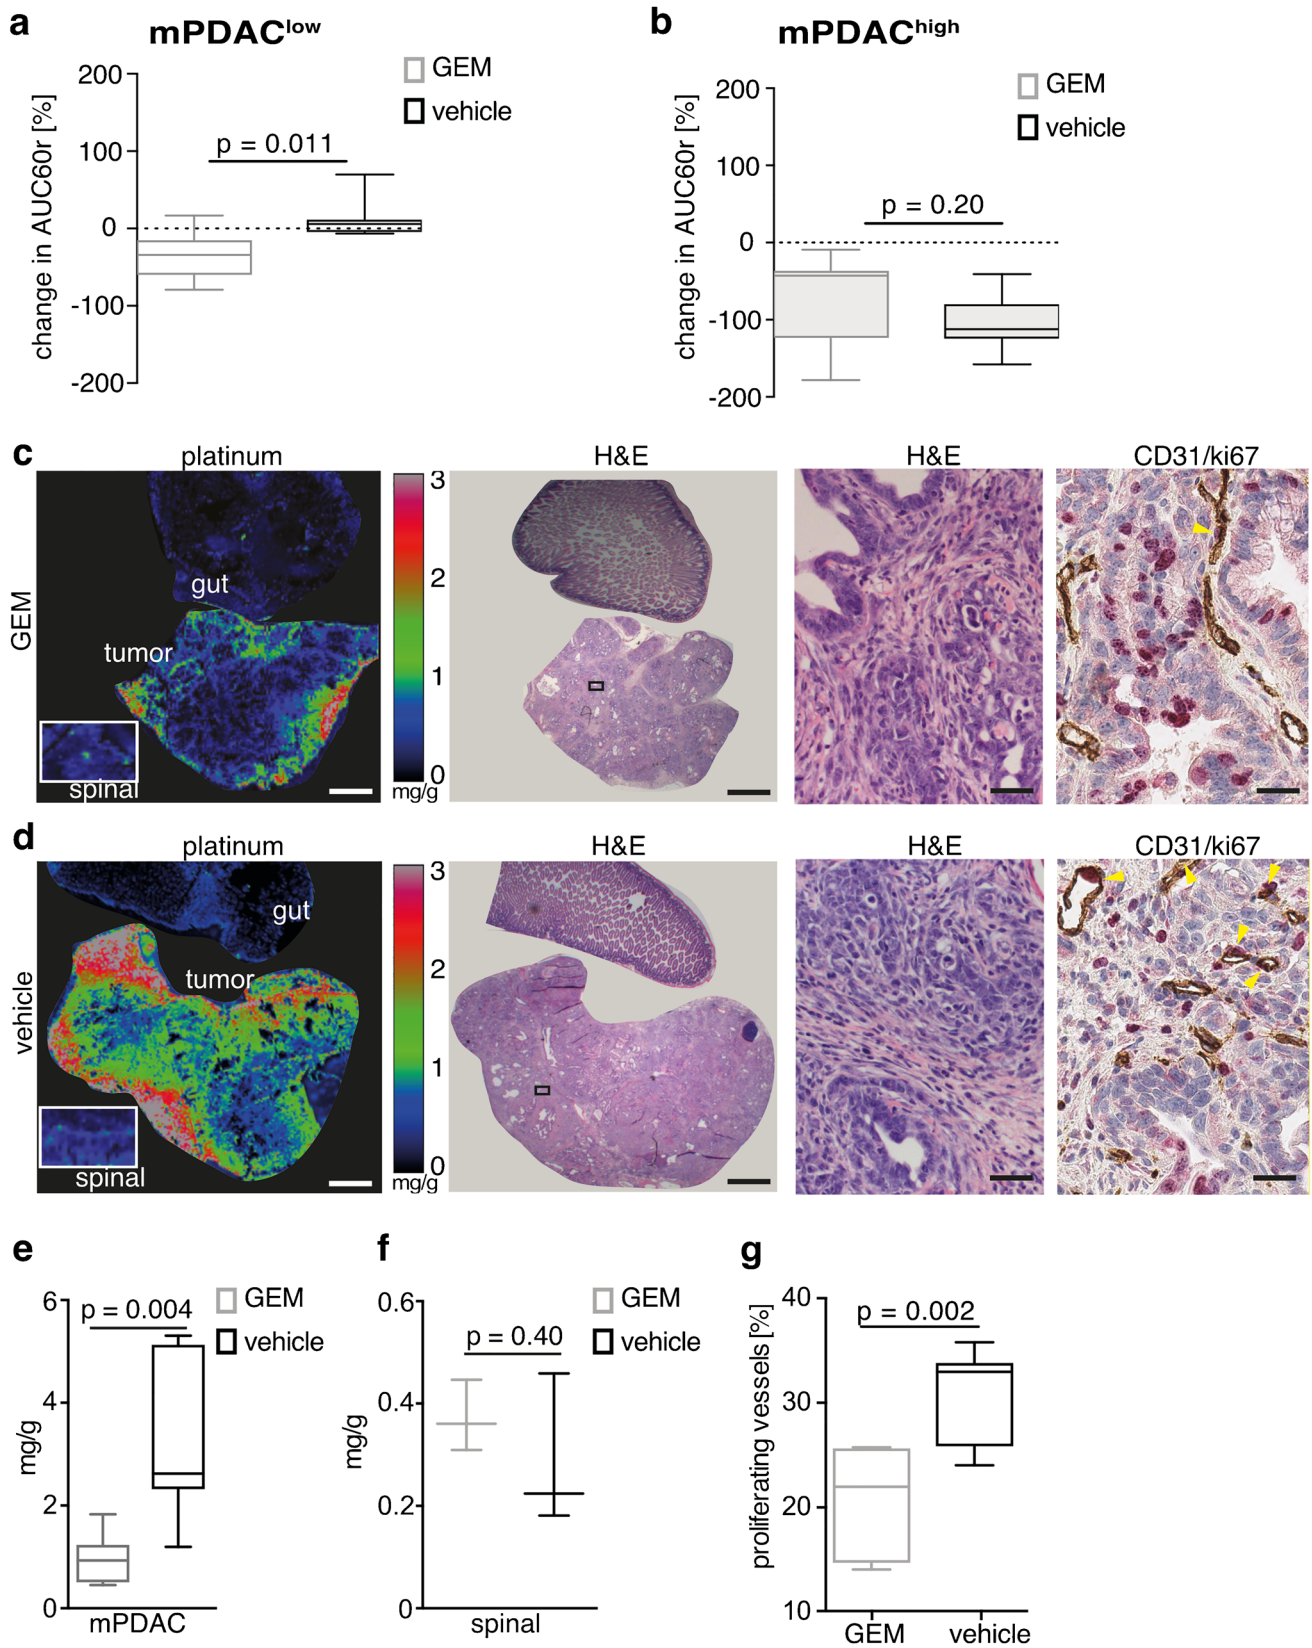 a
mPDAClow
GEM
vehicle
change in AUC60r [%]
200
100
0
-100
-200
p = 0.011
b
mPDAChigh
GEM
vehicle
change in AUC60r [%]
200
100
0
-100
-200
p = 0.20
c
platinum
H&E
H&E
CD31/ki67
GEM
gut
tumor
spinal
3
2
1
0
mg/g
d
platinum
H&E
H&E
CD31/ki67
vehicle
gut
tumor
spinal
3
2
1
0
mg/g
e
GEM
vehicle
p = 0.004
mg/g
6
4
2
0
mPDAC
f
GEM
vehicle
p = 0.40
mg/g
0.6
0.4
0.2
0
spinal
g
p = 0.002
proliferating vessels [%]
40
30
20
10
GEM vehicle